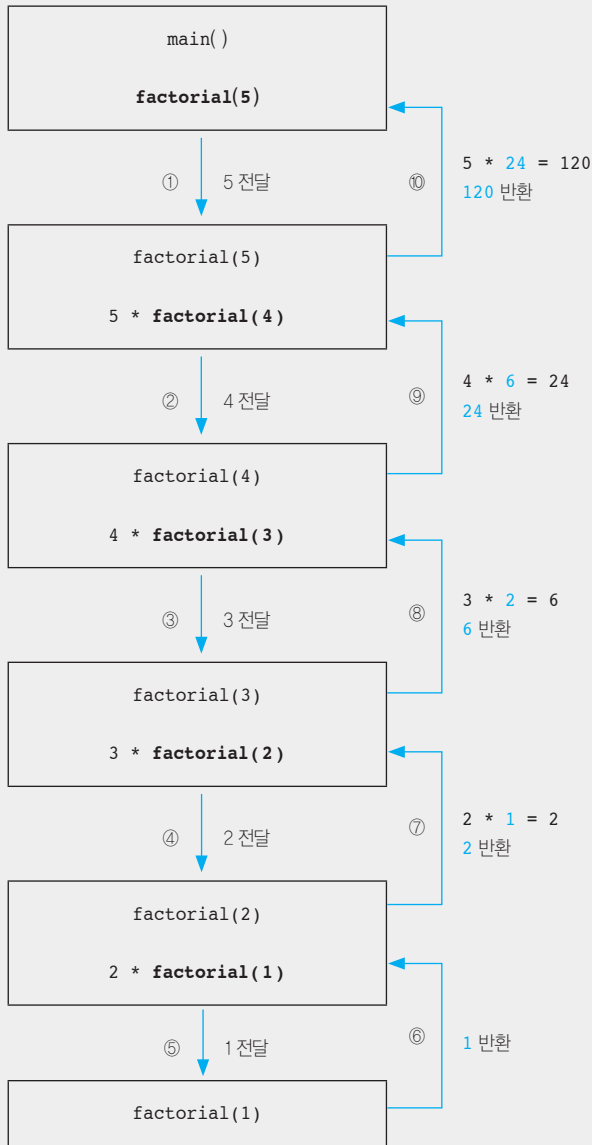 main()
factorial(5)
① 5 전달
⑩
5 * 24 = 120
120 반환
factorial(5)
5 * factorial(4)
② 4 전달
⑨
4 * 6 = 24
24 반환
factorial(4)
4 * factorial(3)
③ 3 전달
⑧
3 * 2 = 6
6 반환
factorial(3)
3 * factorial(2)
④ 2 전달
⑦
2 * 1 = 2
2 반환
factorial(2)
2 * factorial(1)
⑤ 1 전달
⑥
1 반환
factorial(1)